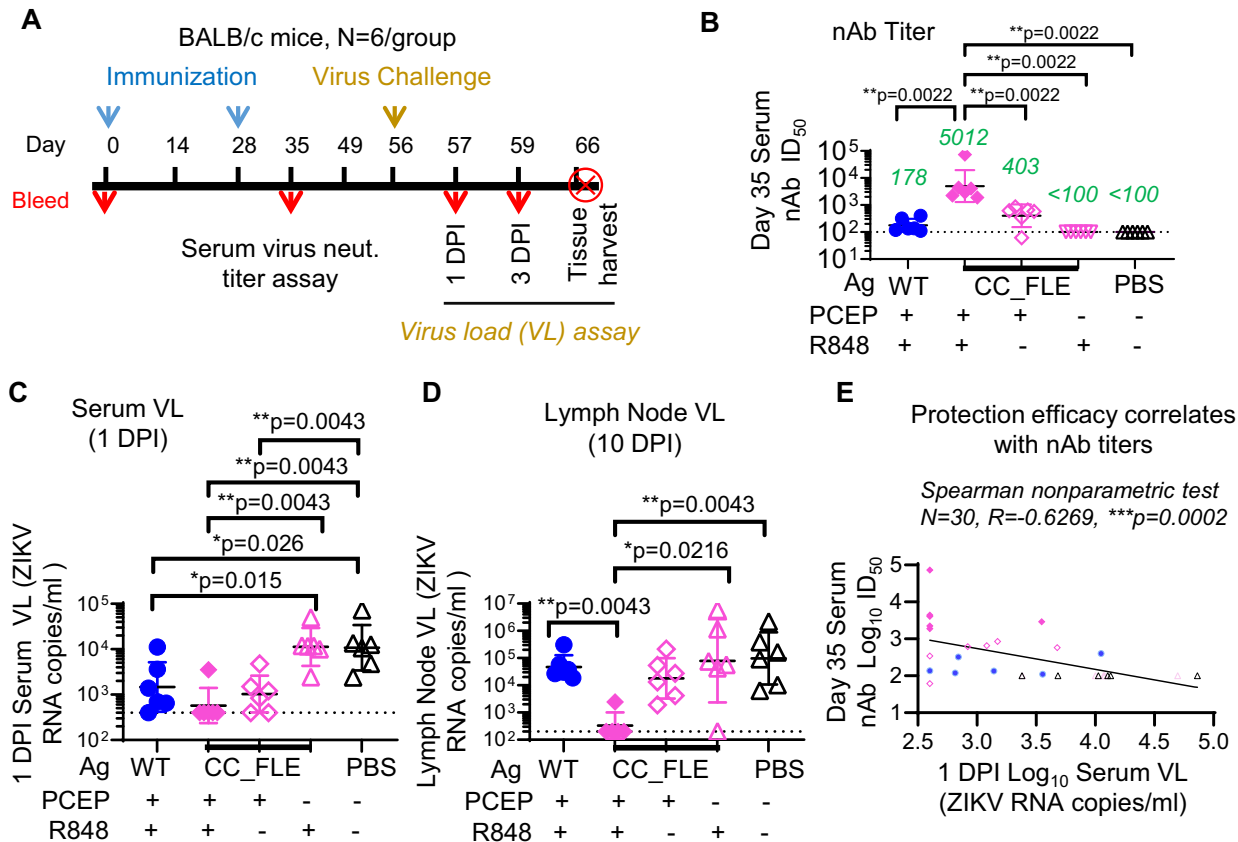 A
BALB/c mice, N=6/group
Immunization
Virus Challenge
Day 0 14 28 35 49 56 57 59 66
Bleed
Serum virus neut.
titer assay
1 DPI
3 DPI
Tissue
harvest
Virus load (VL) assay
B
nAb Titer
**p=0.0022
**p=0.0022
**p=0.0022 **p=0.0022
5012
178 403 <100 <100
Day 35 Serum
nAb ID50
10^5
10^4
10^3
10^2
10^1
Ag WT CC_FLE PBS
PCEP + + + - -
R848 + + - + -
C
Serum VL
(1 DPI)
**p=0.0043
**p=0.0043
**p=0.0043
*p=0.026
*p=0.015
1 DPI Serum VL (ZIKV
RNA copies/ml )
10^5
10^4
10^3
10^2
Ag WT CC_FLE PBS
PCEP + + + - -
R848 + + - + -
D
Lymph Node VL
(10 DPI)
**p=0.0043
*p=0.0216
**p=0.0043
Lymph Node VL (ZIKV
RNA copies/ml )
10^7
10^6
10^5
10^4
10^3
10^2
Ag WT CC_FLE PBS
PCEP + + + - -
R848 + + - + -
E
Protection efficacy correlates
with nAb titers
Spearman nonparametric test
N=30, R=-0.6269, ***p=0.0002
Day 35 Serum
nAb Log10 ID50
5
4
3
2
1
2.5 3.0 3.5 4.0 4.5 5.0
1 DPI Log10 Serum VL
(ZIKV RNA copies/ml)